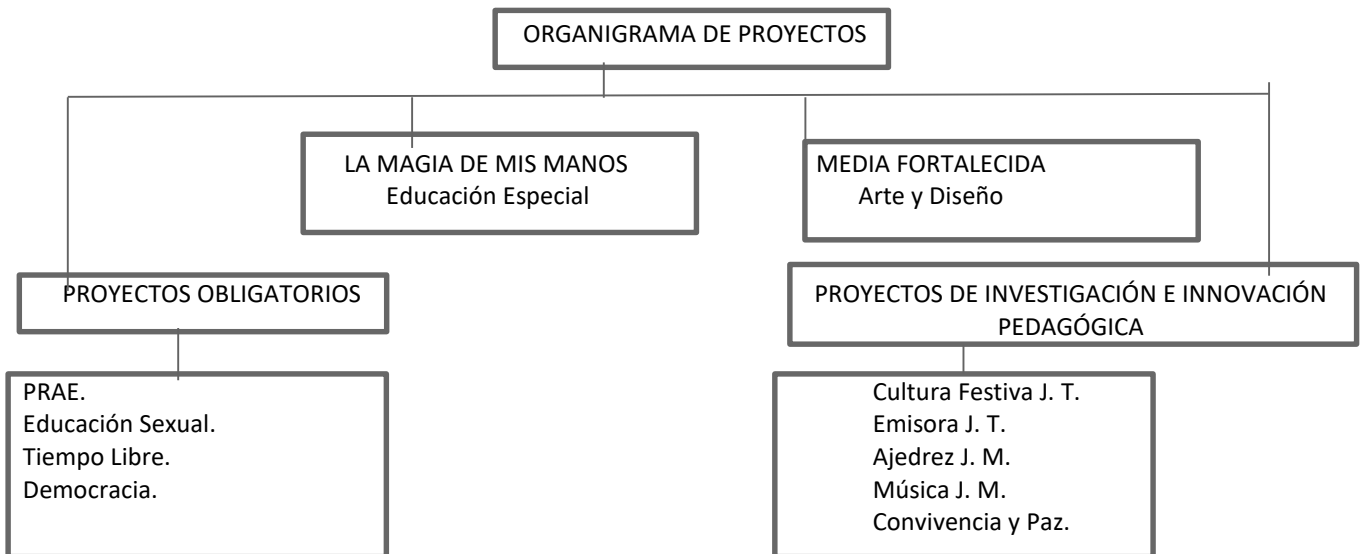 ORGANIGRAMA DE PROYECTOS
LA MAGIA DE MIS MANOS
Educación Especial
MEDIA FORTALECIDA
Arte y Diseño
PROYECTOS OBLIGATORIOS
PROYECTOS DE INVESTIGACIÓN E INNOVACIÓN
PEDAGÓGICA
PRAE.
Educación Sexual.
Tiempo Libre.
Democracia.
Cultura Festiva J. T.
Emisora J. T.
Ajedrez J. M.
Música J. M.
Convivencia y Paz.